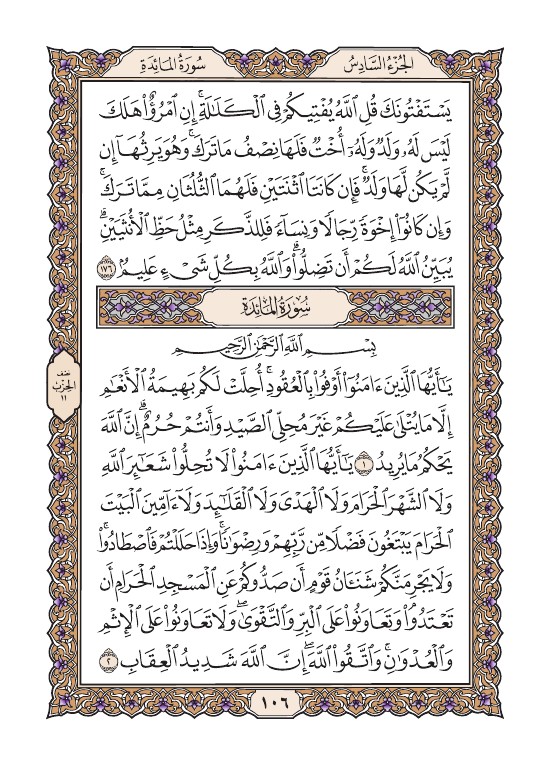 الجزء السادس
سورة المائدة
يَسْتَفْتُونَكَ قُلِ ٱللَّهُ يُفْتِيكُمْ فِى ٱلْكَلَٰلَةِ ۚ إِنِ ٱمْرُؤٌا۟ هَلَكَ
لَيْسَ لَهُۥ وَلَدٌ وَلَهُۥٓ أُخْتٌ فَلَهَا نِصْفُ مَا تَرَكَ ۚ وَهُوَ يَرِثُهَآ إِن
لَّمْ يَكُن لَّهَا وَلَدٌ ۚ فَإِن كَانَتَا ٱثْنَتَيْنِ فَلَهُمَا ٱلثُّلُثَانِ مِمَّا تَرَكَ ۚ
وَإِن كَانُوٓا۟ إِخْوَةً رِّجَالًا وَنِسَآءً فَلِلذَّكَرِ مِثْلُ حَظِّ ٱلْأُنثَيَيْنِ ۗ
يُبَيِّنُ ٱللَّهُ لَكُمْ أَن تَضِلُّوا۟ ۗ وَٱللَّهُ بِكُلِّ شَىْءٍ عَلِيمٌۢ ١٧٦
سُورَةُ المَائِدَةِ
بِسْمِ ٱللَّهِ ٱلرَّحْمَٰنِ ٱلرَّحِيمِ
يَٰٓأَيُّهَا ٱلَّذِينَ ءَامَنُوٓا۟ أَوْفُوا۟ بِٱلْعُقُودِ ۚ أُحِلَّتْ لَكُم بَهِيمَةُ ٱلْأَنْعَٰمِ
إِلَّا مَا يُتْلَىٰ عَلَيْكُمْ غَيْرَ مُحِلِّى ٱلصَّيْدِ وَأَنتُمْ حُرُمٌ ۗ إِنَّ ٱللَّهَ
يَحْكُمُ مَا يُرِيدُ ١ يَٰٓأَيُّهَا ٱلَّذِينَ ءَامَنُوا۟ لَا تُحِلُّوا۟ شَعَٰٓئِرَ ٱللَّهِ
وَلَا ٱلشَّهْرَ ٱلْحَرَامَ وَلَا ٱلْهَدْىَ وَلَا ٱلْقَلَٰٓئِدَ وَلَآ ءَآمِّينَ ٱلْبَيْتَ
ٱلْحَرَامَ يَبْتَغُونَ فَضْلًا مِّن رَّبِّهِمْ وَرِضْوَٰنًا ۚ وَإِذَا حَلَلْتُمْ فَٱصْطَادُوا۟ ۚ
وَلَا يَجْرِمَنَّكُمْ شَنَـَٔانُ قَوْمٍ أَن صَدُّوكُمْ عَنِ ٱلْمَسْجِدِ ٱلْحَرَامِ أَن
تَعْتَدُوا۟ ۘ وَتَعَاوَنُوا۟ عَلَى ٱلْبِرِّ وَٱلتَّقْوَىٰ ۖ وَلَا تَعَاوَنُوا۟ عَلَى ٱلْإِثْمِ
وَٱلْعُدْوَٰنِ ۚ وَٱتَّقُوا۟ ٱللَّهَ ۖ إِنَّ ٱللَّهَ شَدِيدُ ٱلْعِقَابِ ٢
نصف
الحزب
١١
١٠٦